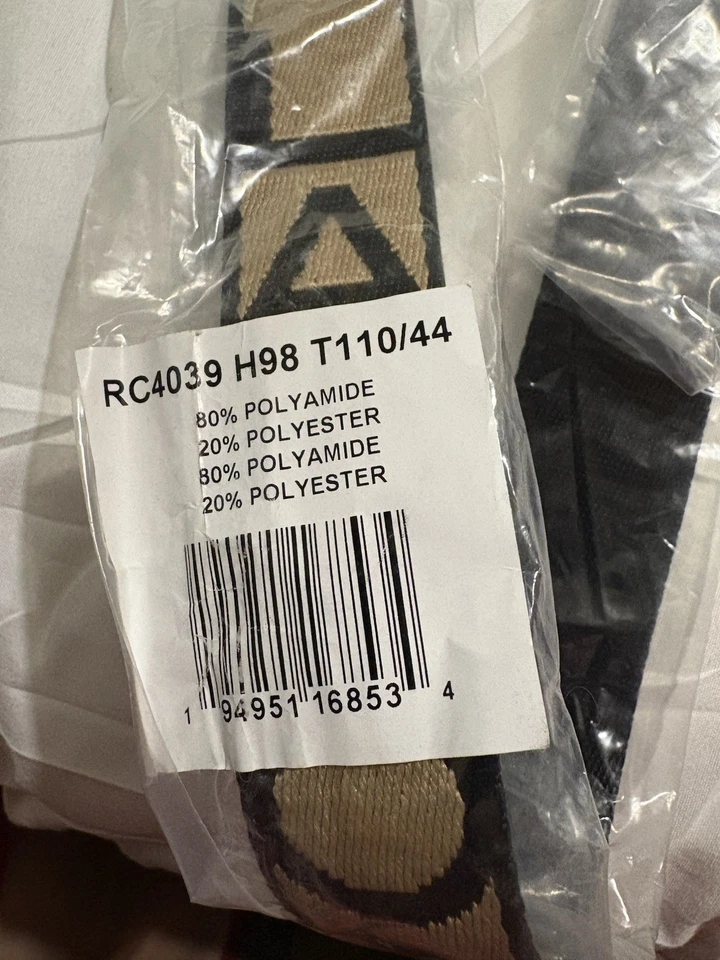 A
RC4039 H98 T110/44
80% POLYAMIDE
20% POLYESTER
80% POLYAMIDE
20% POLYESTER
1 94951 16853 4